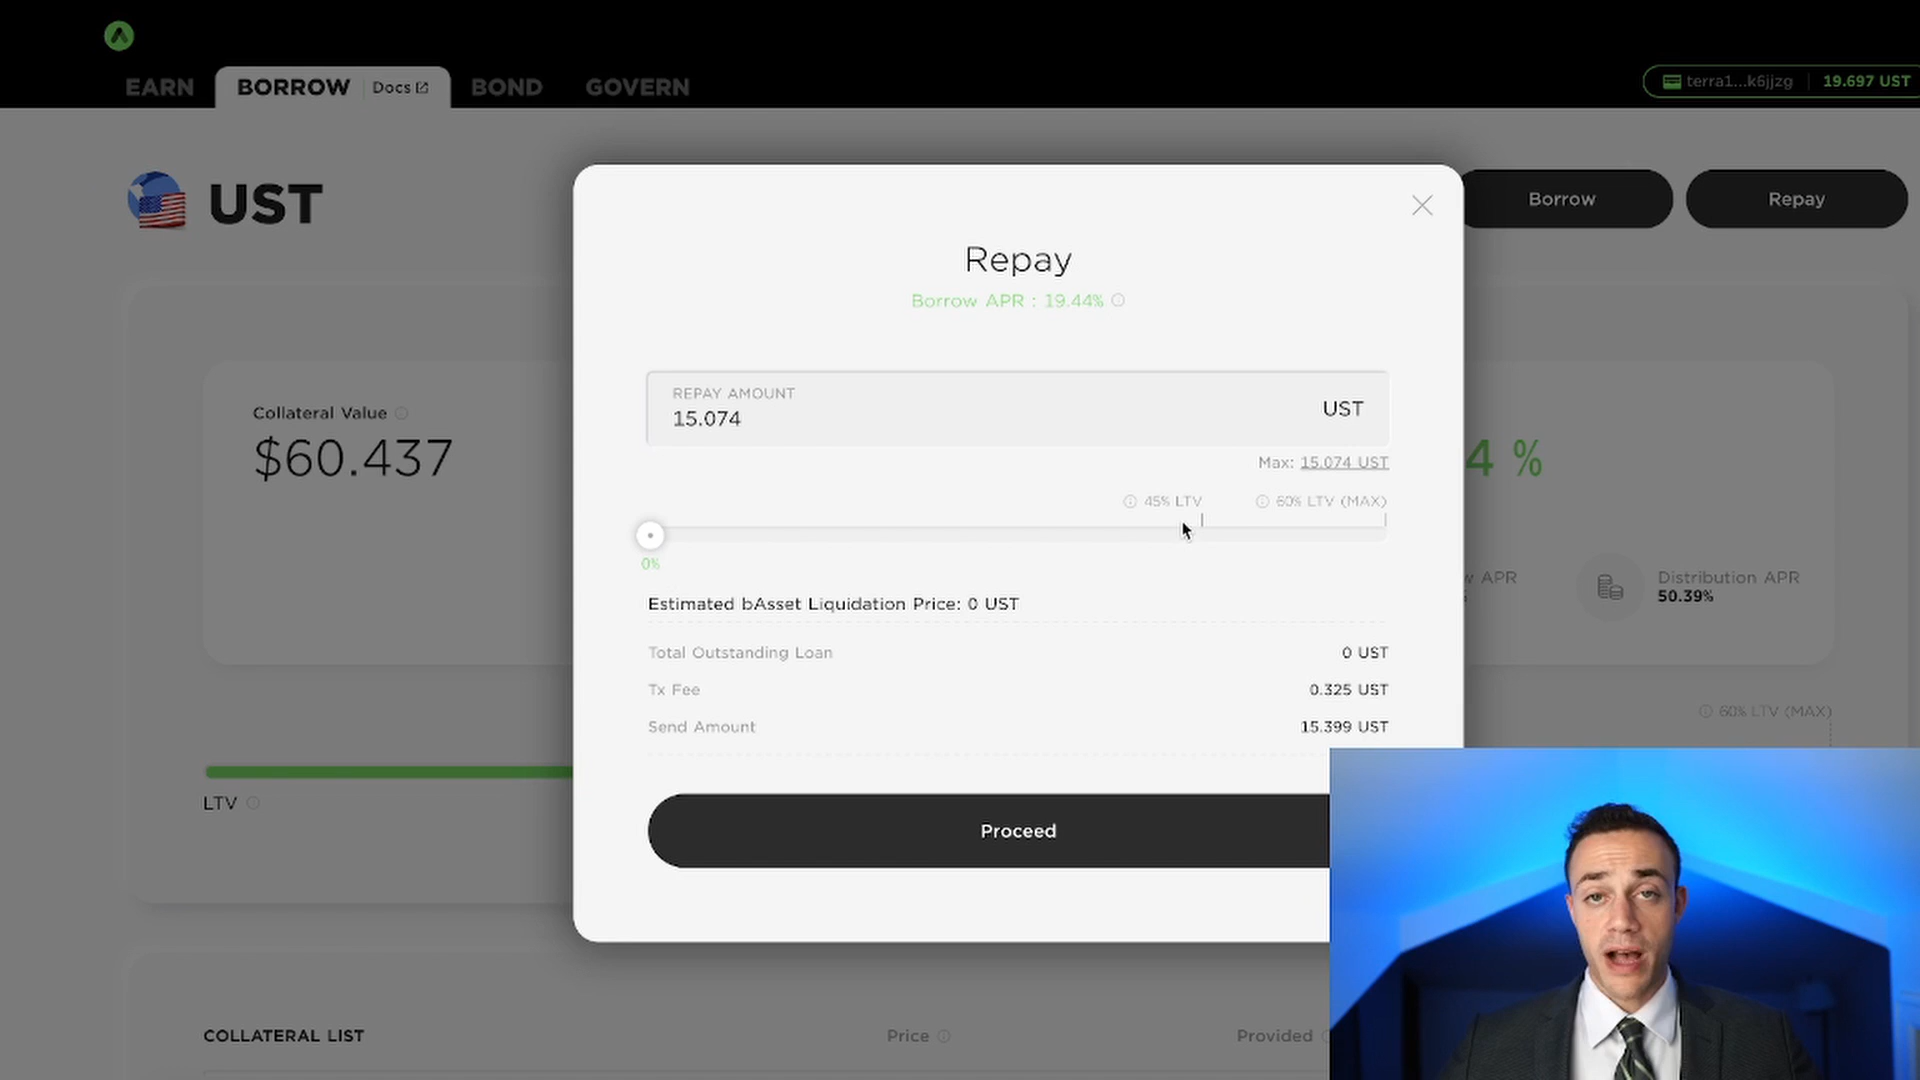 EARN
BORROW
Docs
BOND
GOVERN
terra1...k6jjzg
19.697 UST
UST
Borrow
Repay
Repay
Borrow APR : 19.44%
REPAY AMOUNT
15.074
UST
Max: 15.074 UST
45% LTV
60% LTV (MAX)
0%
Estimated bAsset Liquidation Price: 0 UST
Total Outstanding Loan
0 UST
Tx Fee
0.325 UST
Send Amount
15.399 UST
Proceed
Collateral Value
$60.437
4 %
APR
Distribution APR
50.39%
60% LTV (MAX)
LTV
COLLATERAL LIST
Price
Provided